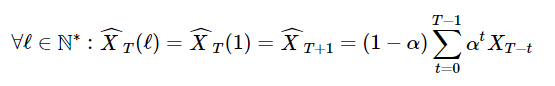 ∀ℓ ∈ ℕ* : X̂_T(ℓ) = X̂_T(1) = X̂_{T+1} = (1 − α) ∑_{t=0}^{T−1} α^t X_{T−t}